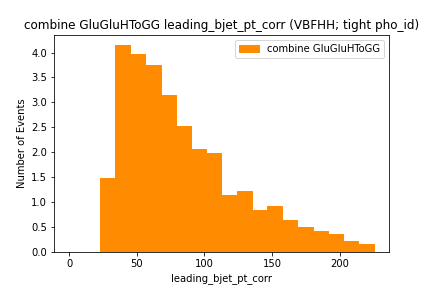 combine GluGluHToGG leading_bjet_pt_corr (VBFHH; tight pho_id)
combine GluGluHToGG
Number of Events
4.0
3.5
3.0
2.5
2.0
1.5
1.0
0.5
0.0
0 50 100 150 200
leading_bjet_pt_corr